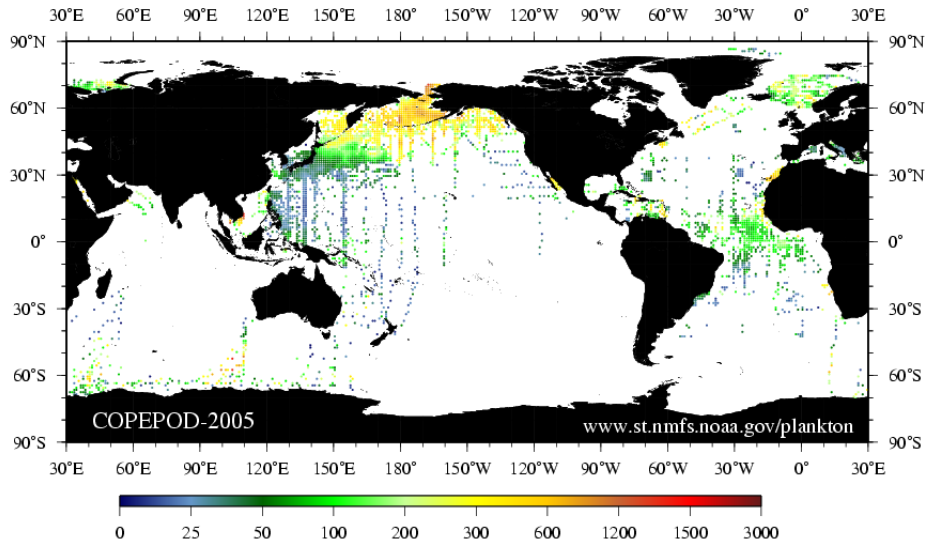 30°E 60°E 90°E 120°E 150°E 180° 150°W 120°W 90°W 60°W 30°W 0° 30°E
90°N 90°N
60°N 60°N
30°N 30°N
0° 0°
30°S 30°S
60°S 60°S
COPEPOD-2005 www.st.nmfs.noaa.gov/plankton
90°S 90°S
30°E 60°E 90°E 120°E 150°E 180° 150°W 120°W 90°W 60°W 30°W 0° 30°E
0 25 50 100 200 300 600 1200 1500 3000